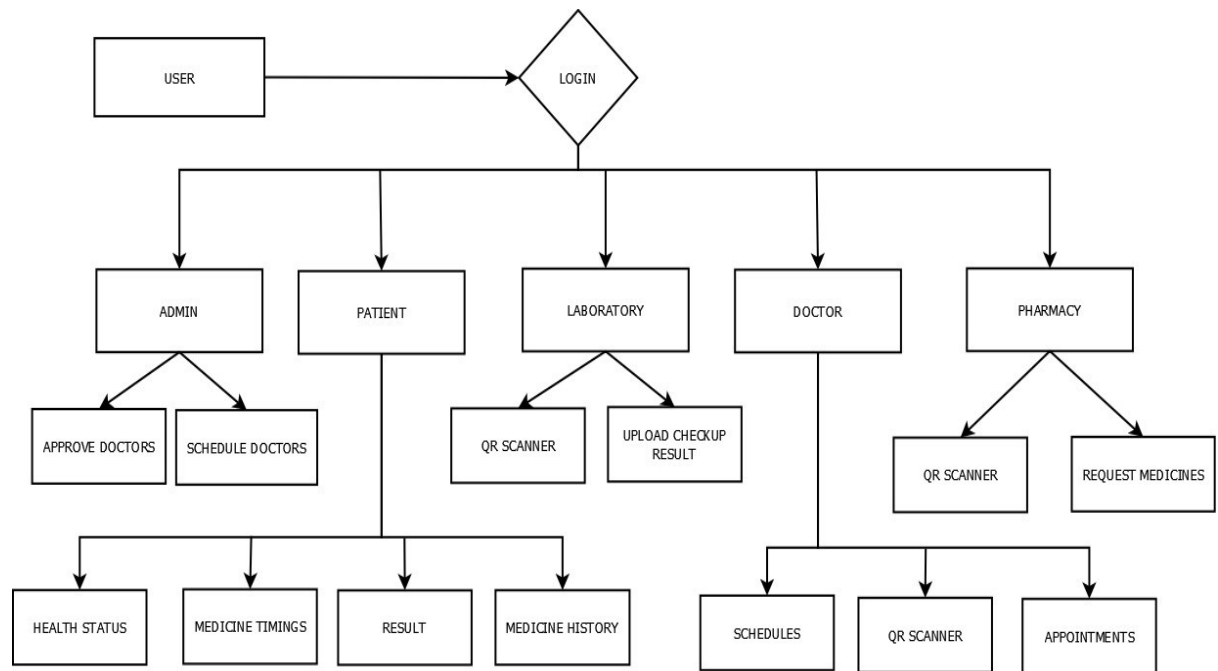 USER
LOGIN
ADMIN
PATIENT
LABORATORY
DOCTOR
PHARMACY
APPROVE DOCTORS
SCHEDULE DOCTORS
QR SCANNER
UPLOAD CHECKUP
RESULT
QR SCANNER
REQUEST MEDICINES
HEALTH STATUS
MEDICINE TIMINGS
RESULT
MEDICINE HISTORY
SCHEDULES
QR SCANNER
APPOINTMENTS